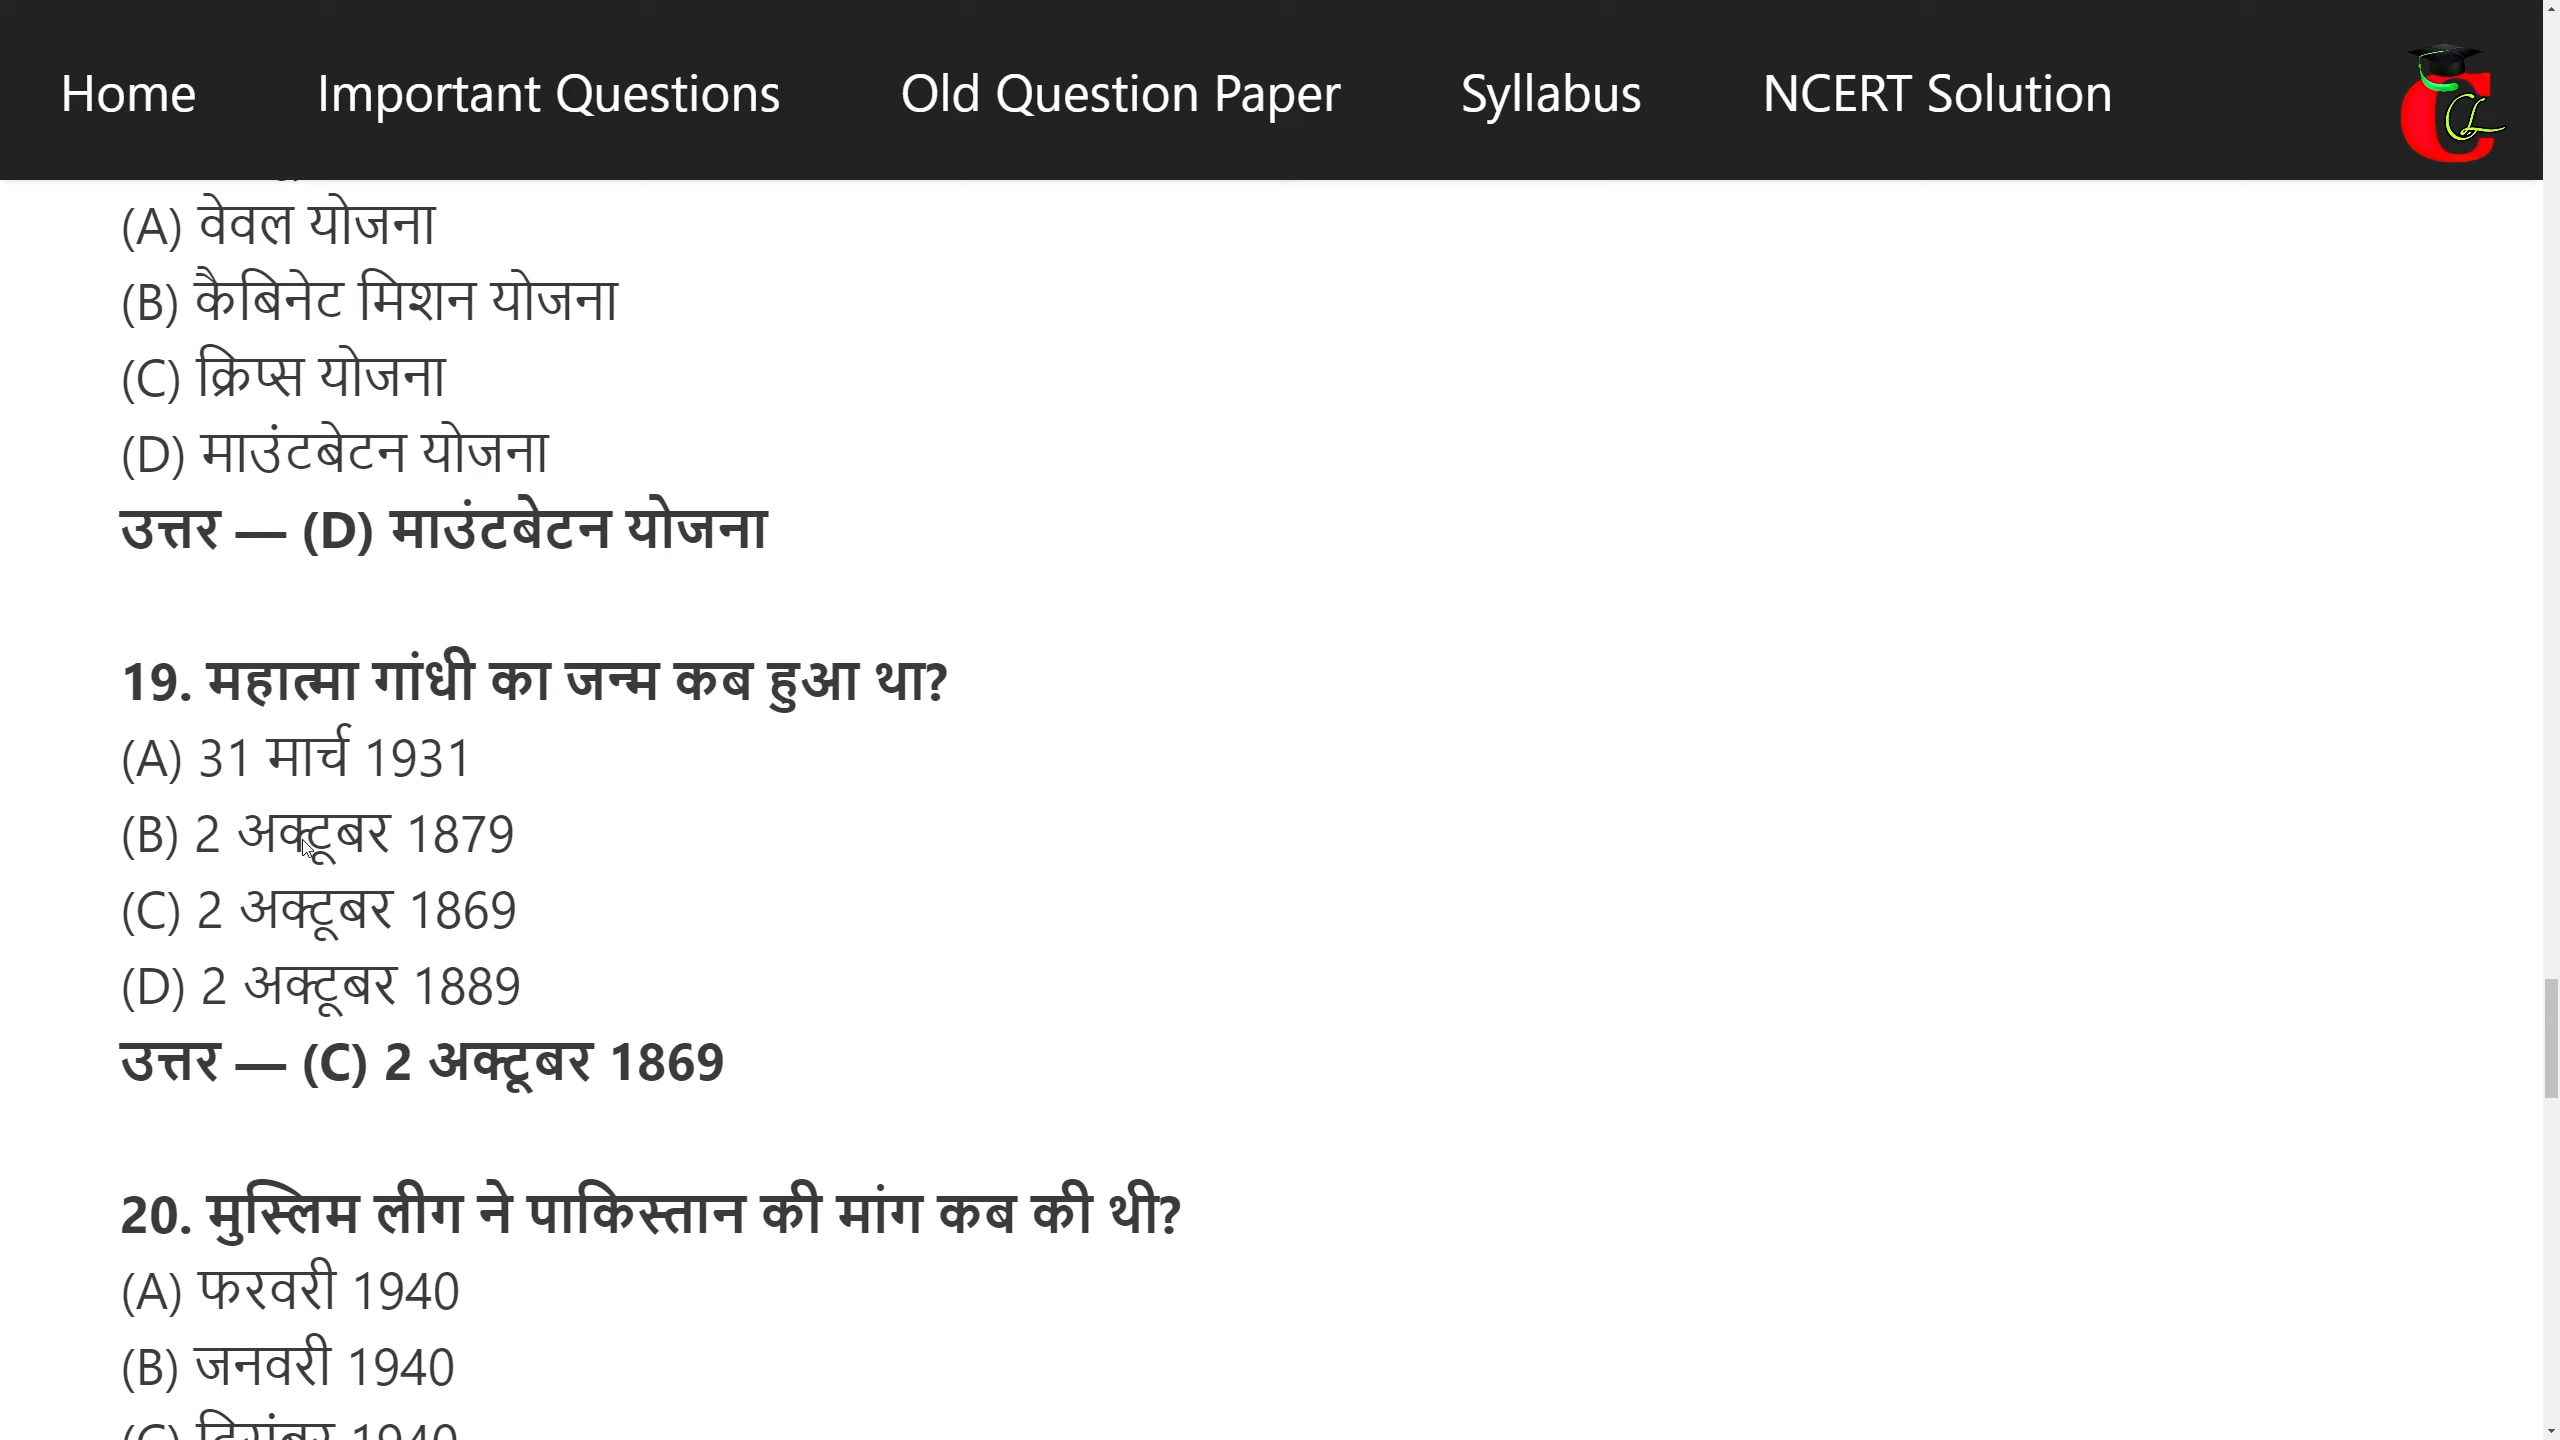 Home Important Questions Old Question Paper Syllabus NCERT Solution
(A) वेवल योजना
(B) कैबिनेट मिशन योजना
(C) क्रिप्स योजना
(D) माउंटबेटन योजना
उत्तर — (D) माउंटबेटन योजना
19. महात्मा गांधी का जन्म कब हुआ था?
(A) 31 मार्च 1931
(B) 2 अक्टूबर 1879
(C) 2 अक्टूबर 1869
(D) 2 अक्टूबर 1889
उत्तर — (C) 2 अक्टूबर 1869
20. मुस्लिम लीग ने पाकिस्तान की मांग कब की थी?
(A) फरवरी 1940
(B) जनवरी 1940
(C) दिसंबर 1940